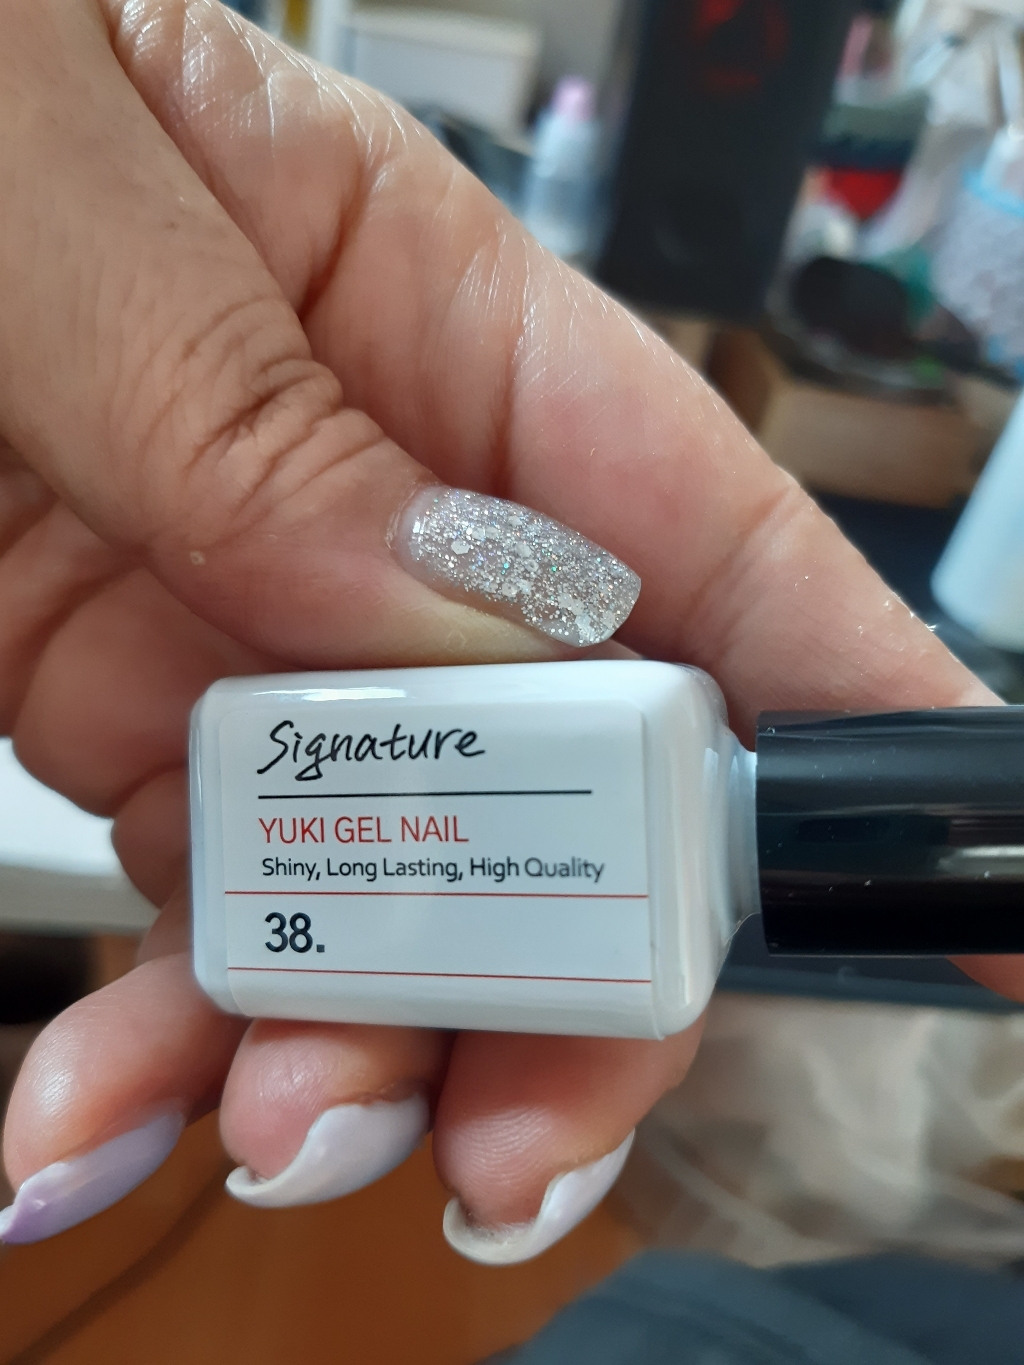 Signature
YUKI GEL NAIL
Shiny, Long Lasting, High Quality
38.